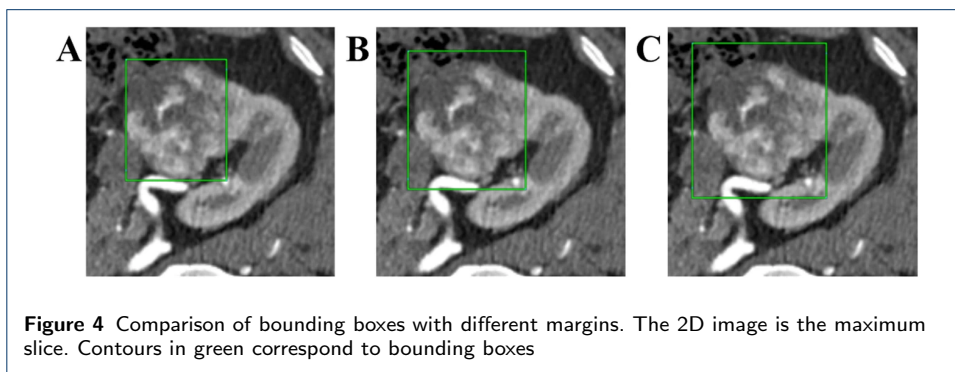 A B C
Figure 4 Comparison of bounding boxes with different margins. The 2D image is the maximum
slice. Contours in green correspond to bounding boxes